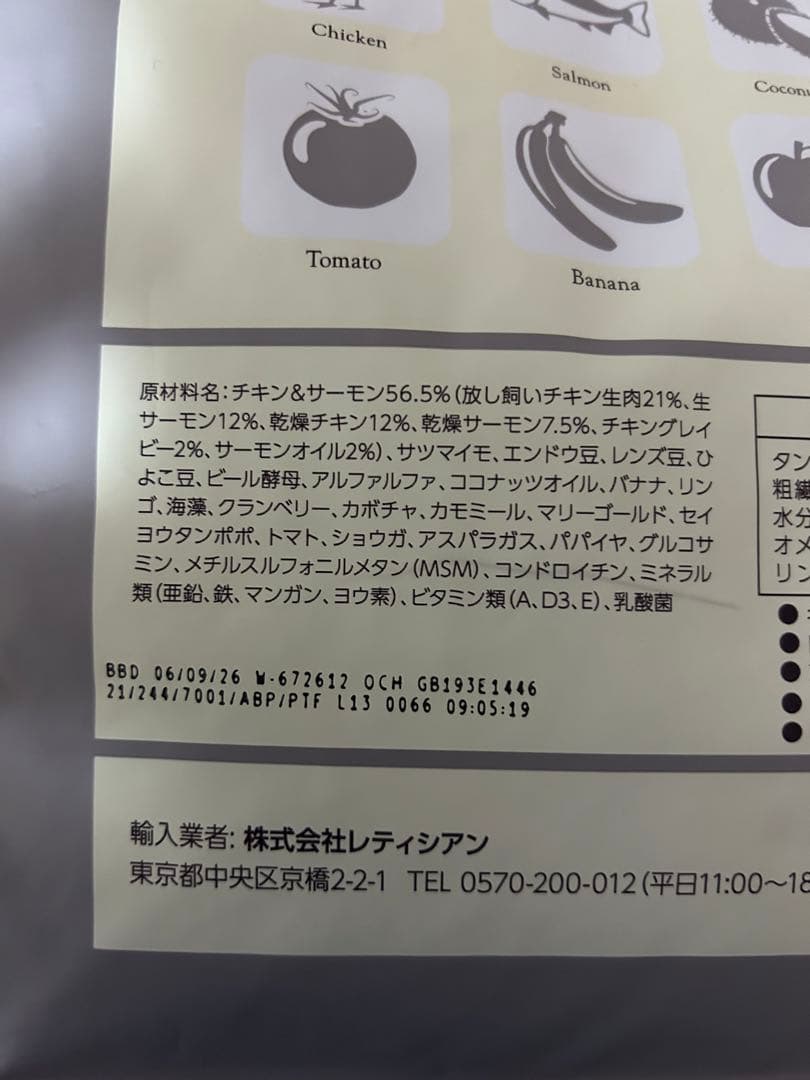 Chicken
Salmon
Tomato
Banana
原材料名:チキン&サーモン56.5%(放し飼いチキン生肉21%、生
サーモン12%、乾燥チキン12%、乾燥サーモン7.5%、チキングレイ
ビー2%、サーモンオイル2%)、サツマイモ、エンドウ豆、レンズ豆、ひ
よこ豆、ビール酵母、アルファルファ、ココナッツオイル、バナナ、リン
ゴ、海藻、クランベリー、カボチャ、カモミール、マリーゴールド、セイ
ヨウタンポポ、トマト、ショウガ、アスパラガス、パパイヤ、グルコサ
ミン、メチルスルフォニルメタン(MSM)、コンドロイチン、ミネラル
類(亜鉛、鉄、マンガン、ヨウ素)、ビタミン類(A、D3、E)、乳酸菌
タン
粗繊
水分
オメ
リン
BBD 06/09/26 W-672612 OCH GB193E1446
21/244/7001/ABP/PTF L13 0066 09:05:19
輸入業者: 株式会社レティシアン
東京都中央区京橋2-2-1 TEL 0570-200-012(平日11:00〜18